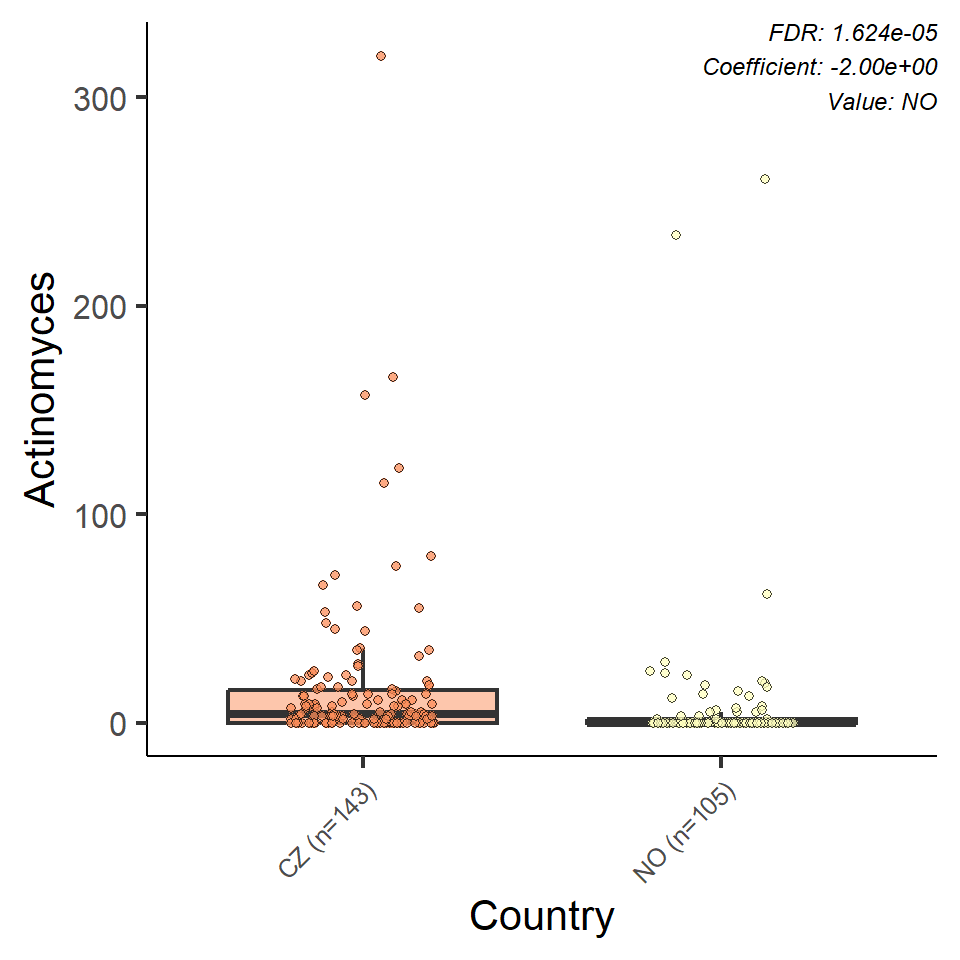 FDR: 1.624e-05
Coefficient: -2.00e+00
Value: NO
Actinomyces
300
200
100
0
CZ (n=143)
NO (n=105)
Country